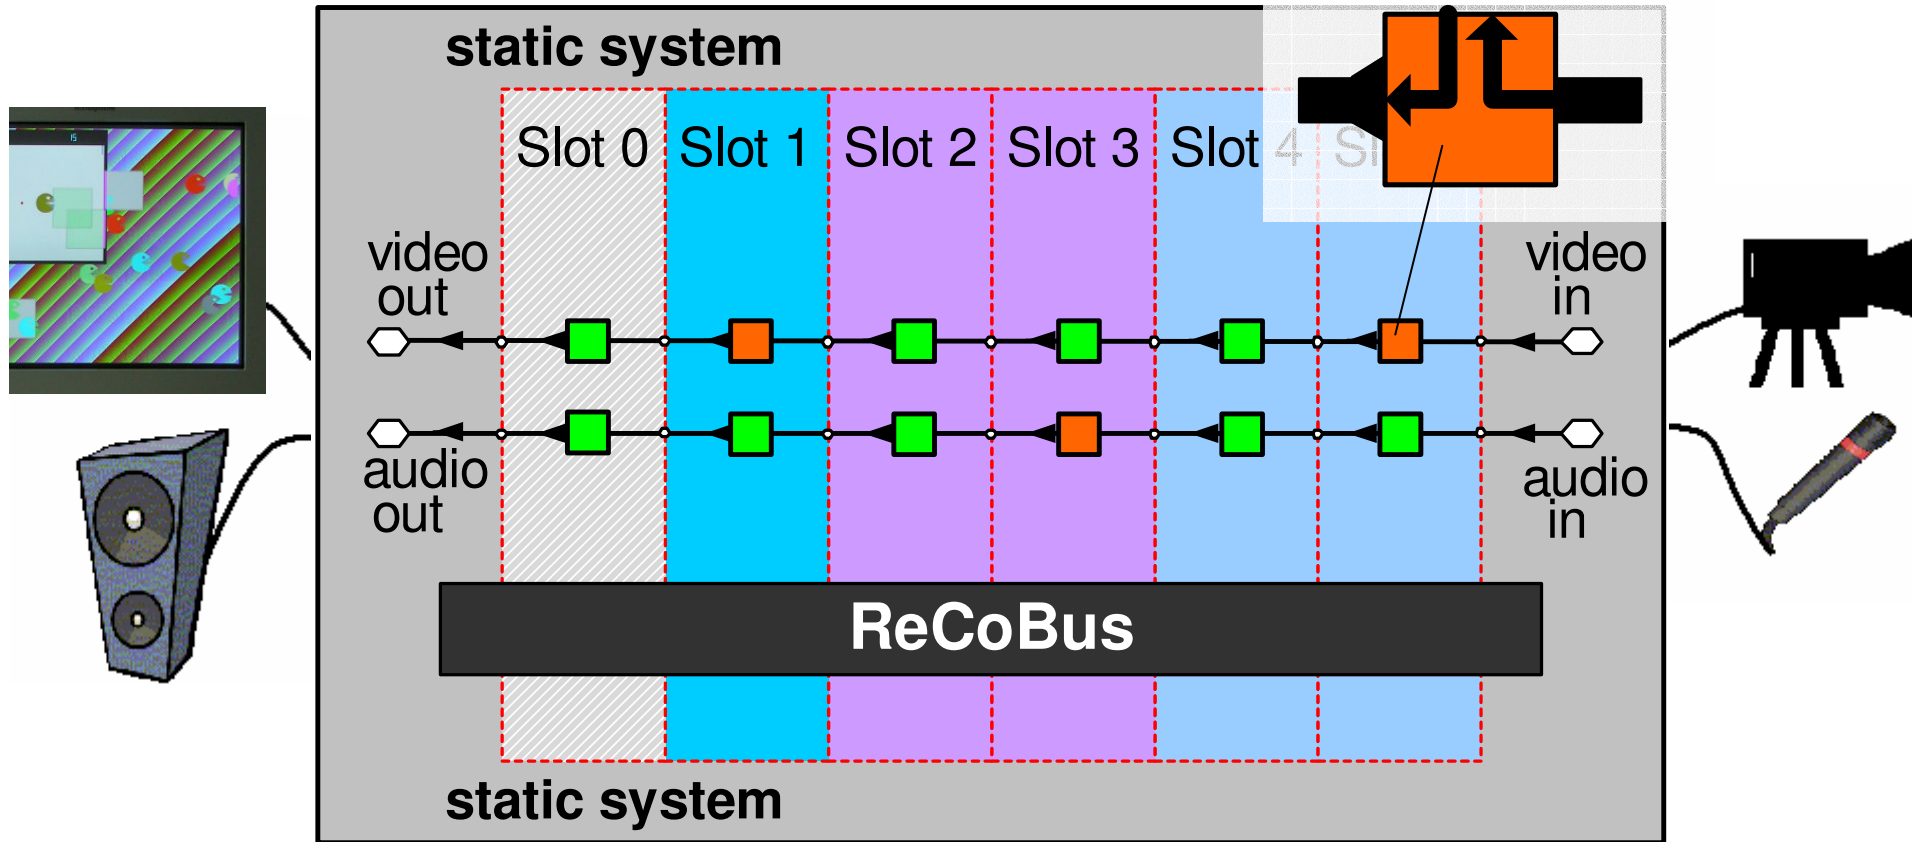 static system
Slot 0 Slot 1 Slot 2 Slot 3 Slot 4
video
out
video
in
audio
out
audio
in
ReCoBus
static system
15